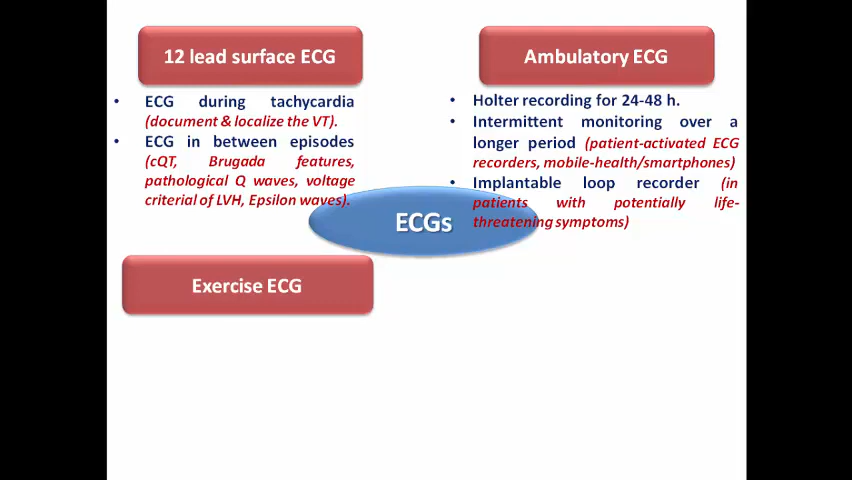 12 lead surface ECG
• ECG during tachycardia
(document & localize the VT).
• ECG in between episodes
(cQT, Brugada features,
pathological Q waves, voltage
criterial of LVH, Epsilon waves).
Ambulatory ECG
• Holter recording for 24-48 h.
• Intermittent monitoring over a
longer period (patient-activated ECG
recorders, mobile-health/smartphones)
• Implantable loop recorder (in
patients with potentially life-
threatening symptoms)
ECGs
Exercise ECG